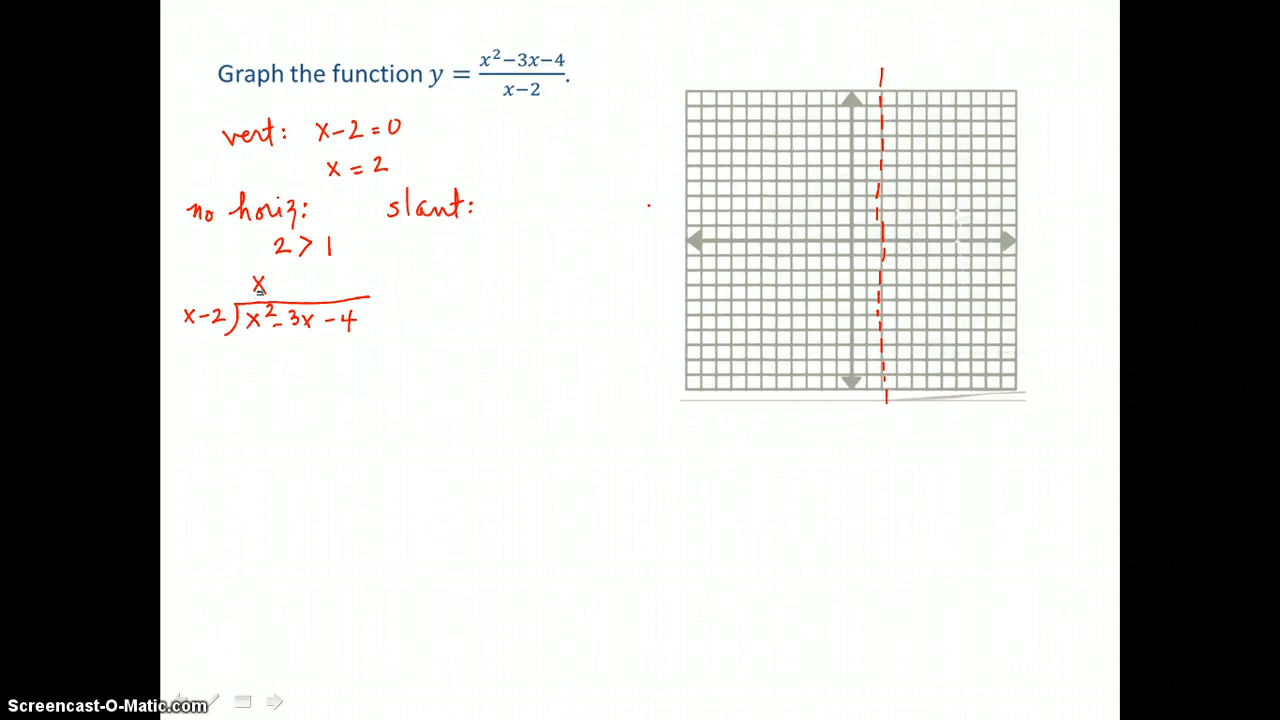 Graph the function y = x²−3x−4 / x−2.
vert: x-2=0
x = 2
no horiz: slant:
2 > 1
x
x-2 ) x² - 3x - 4
Screencast-O-Matic.com